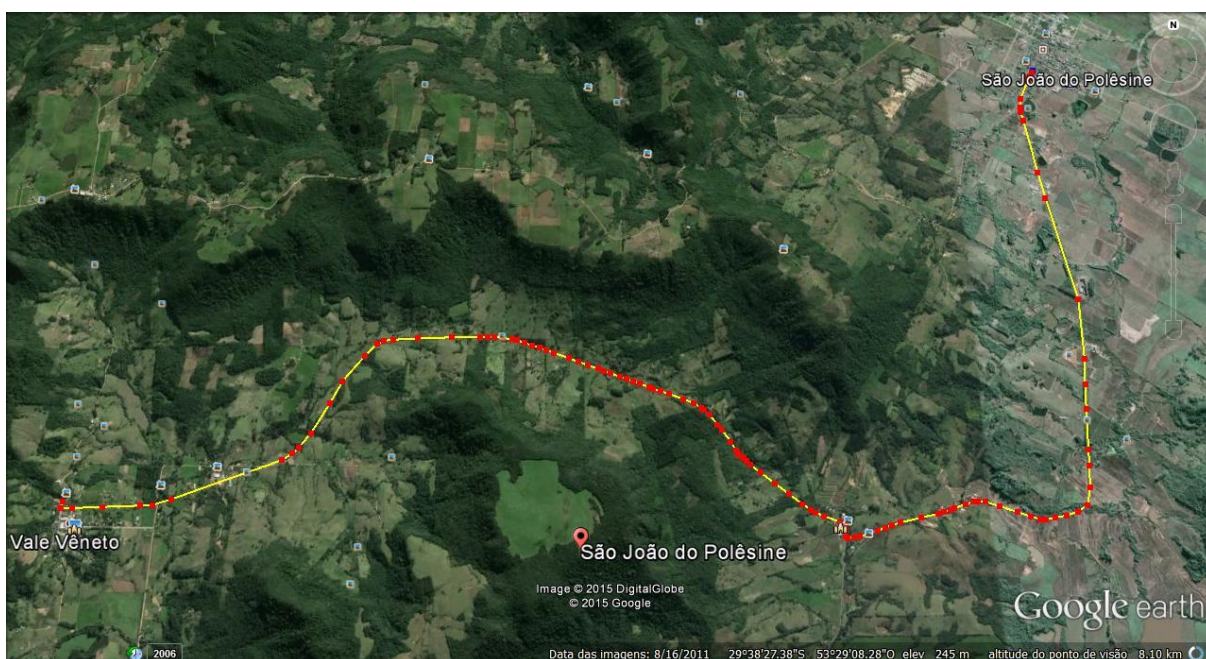 N
São João do Polêsine
Vale Vêneto
São João do Polêsine
Image © 2015 DigitalGlobe
© 2015 Google
Google earth
2006
Data das imagens: 8/16/2011 29°38'27.38"S 53°29'08.28"O elev 245 m altitude do ponto de visão 8.10 km